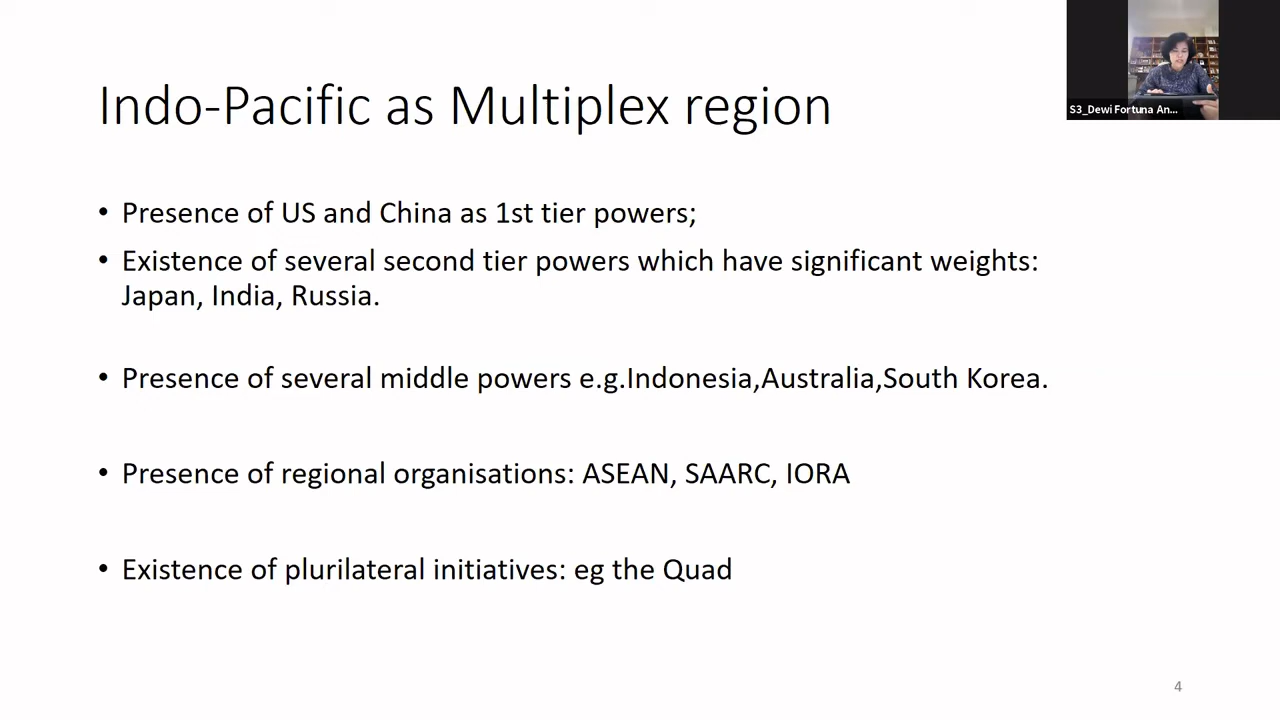 Indo-Pacific as Multiplex region
S3_Dewi Fortuna An...
• Presence of US and China as 1st tier powers;
• Existence of several second tier powers which have significant weights:
Japan, India, Russia.
• Presence of several middle powers e.g.Indonesia,Australia,South Korea.
• Presence of regional organisations: ASEAN, SAARC, IORA
• Existence of plurilateral initiatives: eg the Quad
4